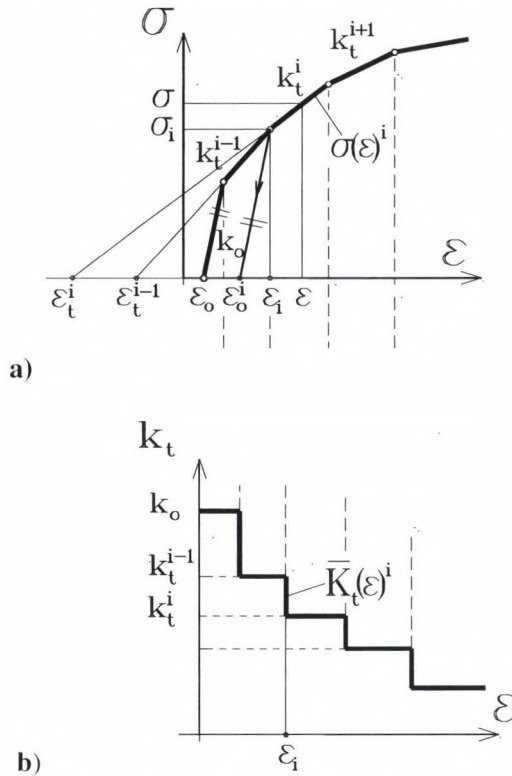 σ
k_t^{i+1}
k_t^i
σ
σ_i
σ(ε)^i
k_t^{i-1}
k_o
ε
ε_t^i ε_t^{i-1} ε_o ε_o^i ε_i ε
a)
k_t
k_o
k_t^{i-1}
K̅_t(ε)^i
k_t^i
ε
ε_i
b)